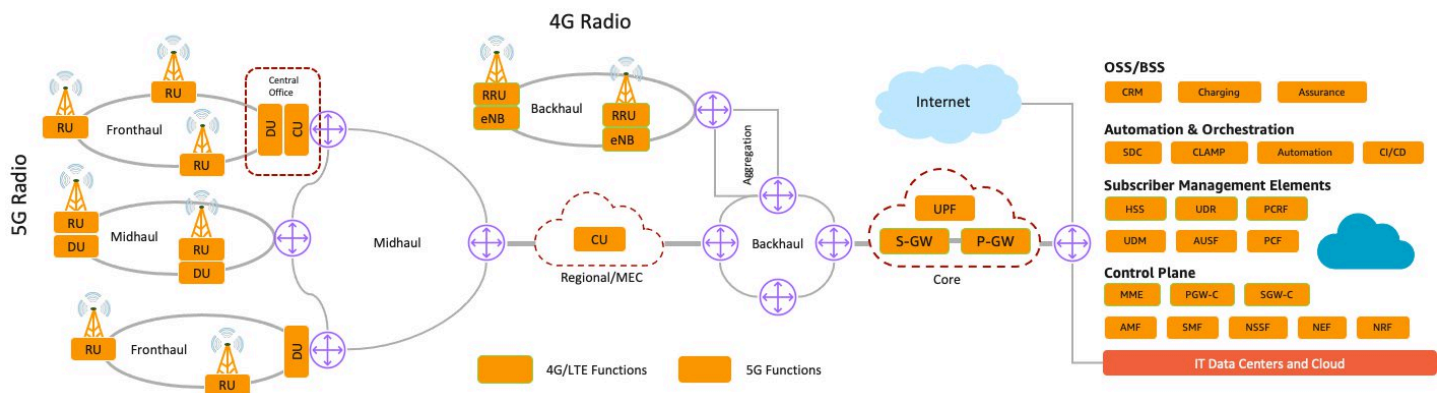 4G Radio
5G Radio
RU
RU
RU
Fronthaul
Central
Office
DU
CU
RU
DU
RU
DU
Midhaul
RU
RU
Fronthaul
DU
Midhaul
RRU
eNB
RRU
eNB
Backhaul
Aggregation
CU
Regional/MEC
Backhaul
Internet
UPF
S-GW
P-GW
Core
4G/LTE Functions
5G Functions
OSS/BSS
CRM Charging Assurance
Automation & Orchestration
SDC CLAMP Automation CI/CD
Subscriber Management Elements
HSS UDR PCRF
UDM AUSF PCF
Control Plane
MME PGW-C SGW-C
AMF SMF NSSF NEF NRF
IT Data Centers and Cloud